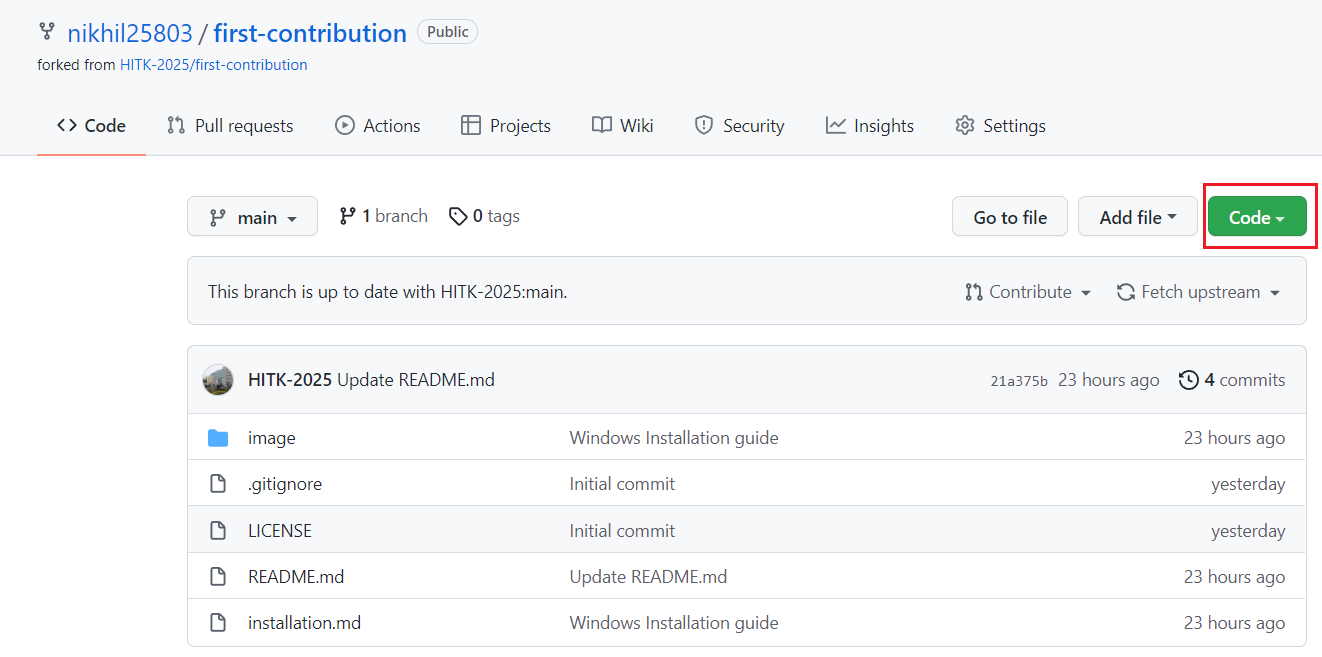 nikhil25803 / first-contribution Public
forked from HITK-2025/first-contribution
Code Pull requests Actions Projects Wiki Security Insights Settings
main 1 branch 0 tags Go to file Add file Code
This branch is up to date with HITK-2025:main. Contribute Fetch upstream
HITK-2025 Update README.md 21a375b 23 hours ago 4 commits
image Windows Installation guide 23 hours ago
.gitignore Initial commit yesterday
LICENSE Initial commit yesterday
README.md Update README.md 23 hours ago
installation.md Windows Installation guide 23 hours ago